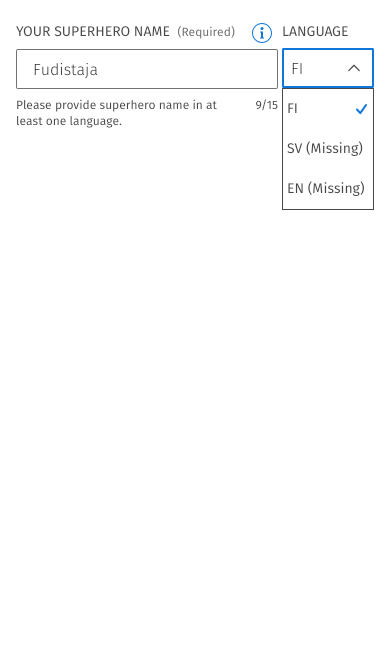 YOUR SUPERHERO NAME (Required)
LANGUAGE
Fudistaja
FI
Please provide superhero name in at
least one language.
9/15
FI
SV (Missing)
EN (Missing)